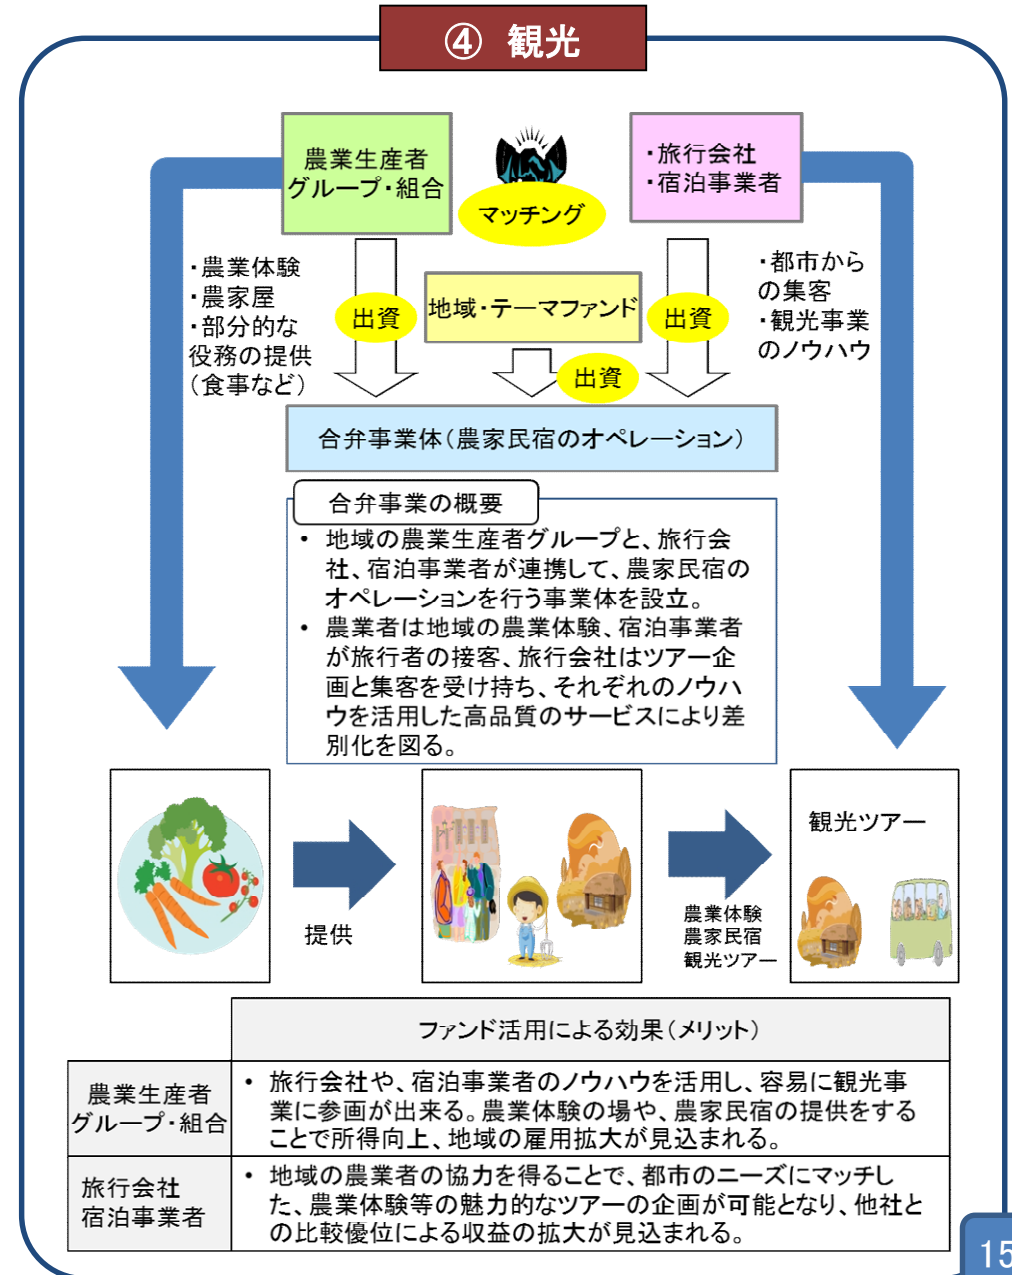 ④ 観光
農業生産者
グループ・組合
マッチング
・旅行会社
・宿泊事業者
・農業体験
・農家屋
・部分的な
役務の提供
(食事など)
出資
地域・テーマファンド
出資
出資
・都市から
の集客
・観光事業
のノウハウ
合弁事業体(農家民宿のオペレーション)
合弁事業の概要
• 地域の農業生産者グループと、旅行会
社、宿泊事業者が連携して、農家民宿の
オペレーションを行う事業体を設立。
• 農業者は地域の農業体験、宿泊事業者
が旅行者の接客、旅行会社はツアー企
画と集客を受け持ち、それぞれのノウハ
ウを活用した高品質のサービスにより差
別化を図る。
提供
農業体験
農家民宿
観光ツアー
観光ツアー
ファンド活用による効果(メリット)
農業生産者
グループ・組合
• 旅行会社や、宿泊事業者のノウハウを活用し、容易に観光事
業に参画が出来る。農業体験の場や、農家民宿の提供をする
ことで所得向上、地域の雇用拡大が見込まれる。
旅行会社
宿泊事業者
• 地域の農業者の協力を得ることで、都市のニーズにマッチし
た、農業体験等の魅力的なツアーの企画が可能となり、他社と
の比較優位による収益の拡大が見込まれる。
15